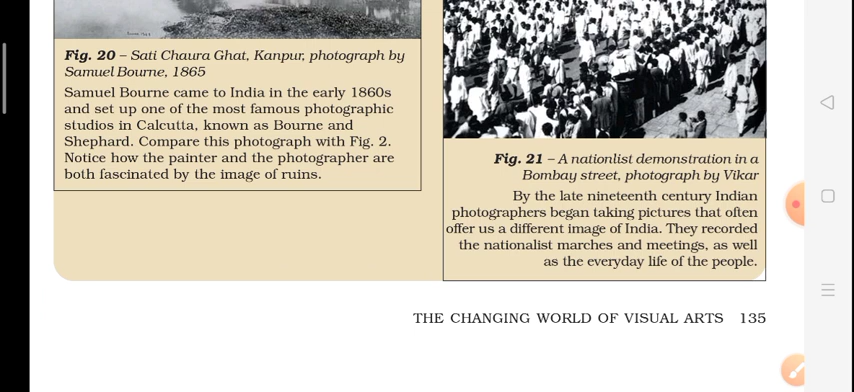 Fig. 20 – Sati Chaura Ghat, Kanpur, photograph by
Samuel Bourne, 1865
Samuel Bourne came to India in the early 1860s
and set up one of the most famous photographic
studios in Calcutta, known as Bourne and
Shephard. Compare this photograph with Fig. 2.
Notice how the painter and the photographer are
both fascinated by the image of ruins.
Fig. 21 – A nationlist demonstration in a
Bombay street, photograph by Vikar
By the late nineteenth century Indian
photographers began taking pictures that often
offer us a different image of India. They recorded
the nationalist marches and meetings, as well
as the everyday life of the people.
THE CHANGING WORLD OF VISUAL ARTS 135